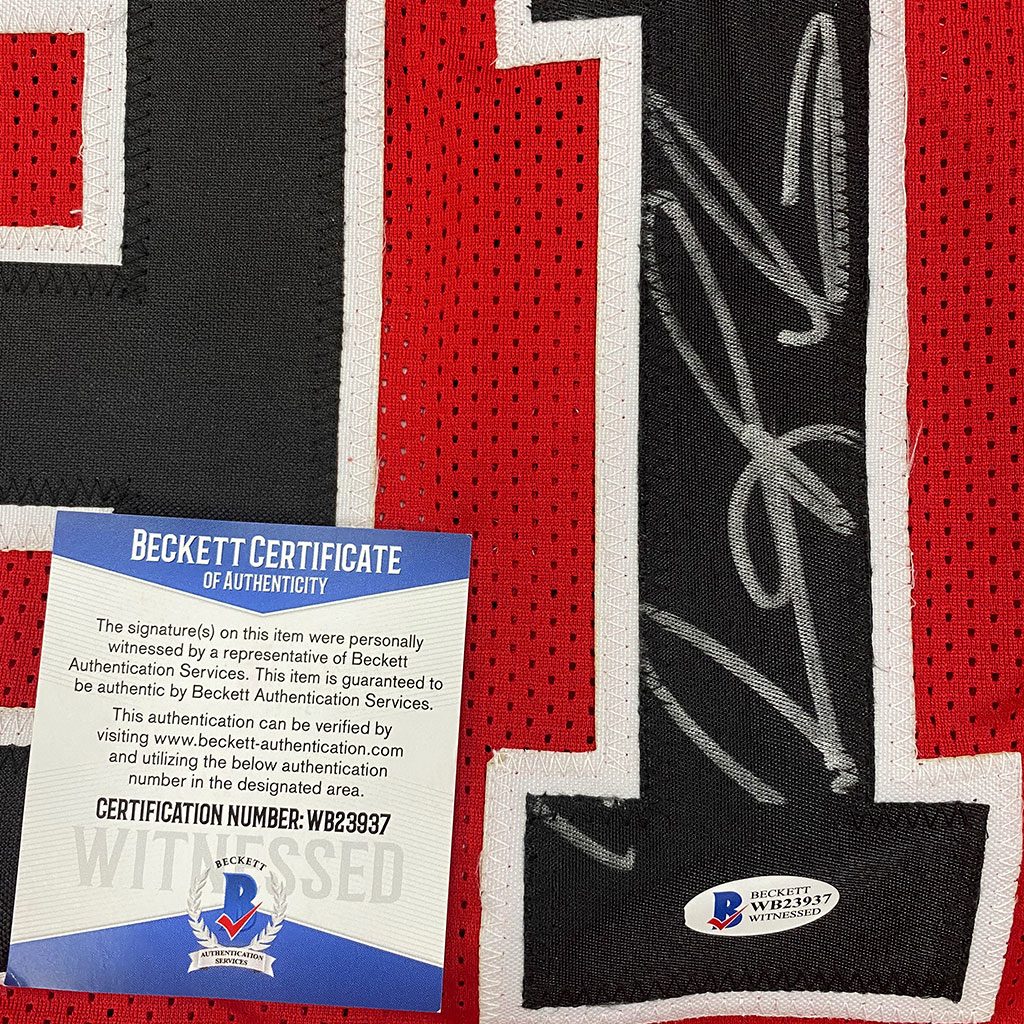 BECKETT CERTIFICATE
OF AUTHENTICITY
The signature(s) on this item were personally
witnessed by a representative of Beckett
Authentication Services. This item is guaranteed to
be authentic by Beckett Authentication Services.
This authentication can be verified by
visiting www.beckett-authentication.com
and utilizing the below authentication
number in the designated area.
CERTIFICATION NUMBER: WB23937
WITNESSED
BECKETT
B
AUTHENTICATION
SERVICES
1
B
BECKETT
WB23937
WITNESSED